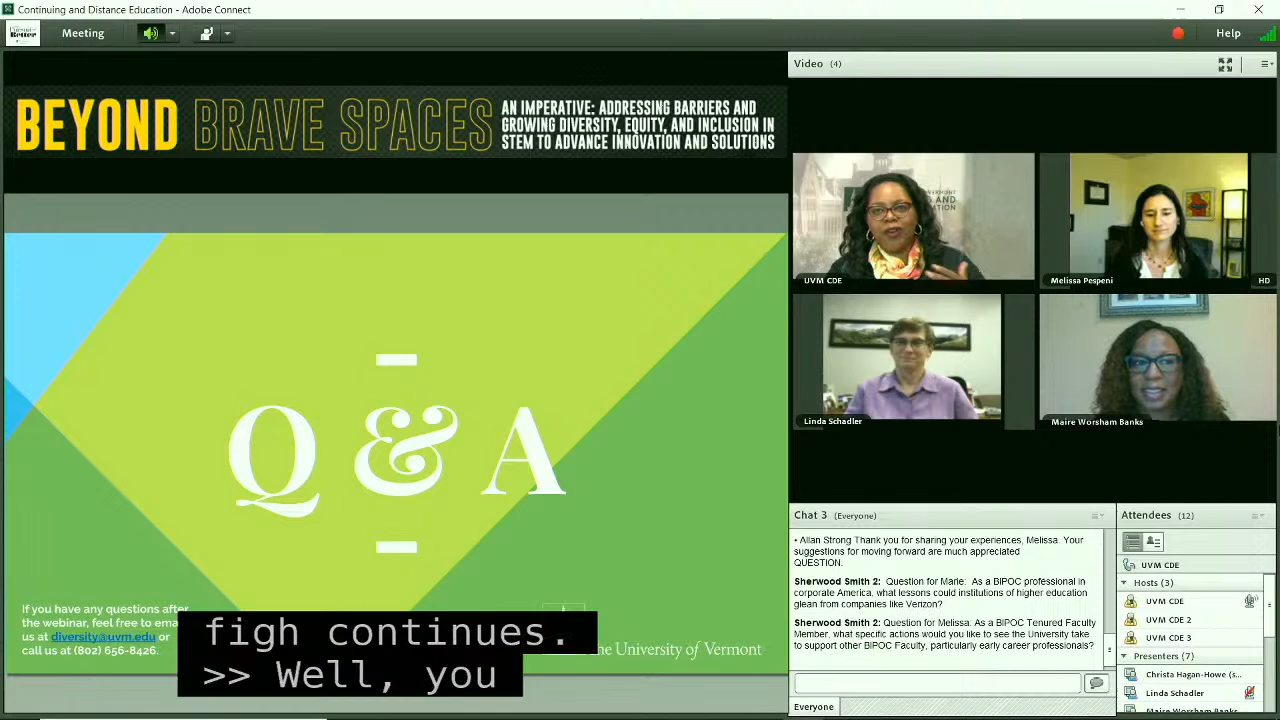 Continuing and Distance Education - Adobe Connect
Meeting
Help
BEYOND BRAVE SPACES
AN IMPERATIVE: ADDRESSING BARRIERS AND
GROWING DIVERSITY, EQUITY, AND INCLUSION IN
STEM TO ADVANCE INNOVATION AND SOLUTIONS
Q & A
If you have any questions after
the webinar, feel free to
us at diversity@uvm.edu or
call us at (802) 656-8426.
The University of Vermont
figh continues.
>> Well, you
Video (4)
UVM CDE
Melissa Pespeni
HD
Linda Schadler
Maire Worsham Banks
Chat 3 (Everyone)
• Allan Strong Thank you for sharing your experiences, Melissa. Your
suggestions for moving forward are much appreciated
QUESTION.
Sherwood Smith 2: Question for Marie: As a BIPOC professional in
corporate America, what lessons could institutions of higher education
glean from companies like Verizon?
Sherwood Smith 2: Question for Melissa: As a BIPOC Tenured Faculty
Member, what specific actions would you like to see the University take
to support other BIPOC Faculty, particularly early career professionals?
Everyone
Attendees (12)
UVM CDE
Hosts (3)
UVM CDE
UVM CDE 2
UVM CDE 3
Presenters (7)
Christa Hagan-Howe (s...
Linda Schadler
Maire Worsham Banks